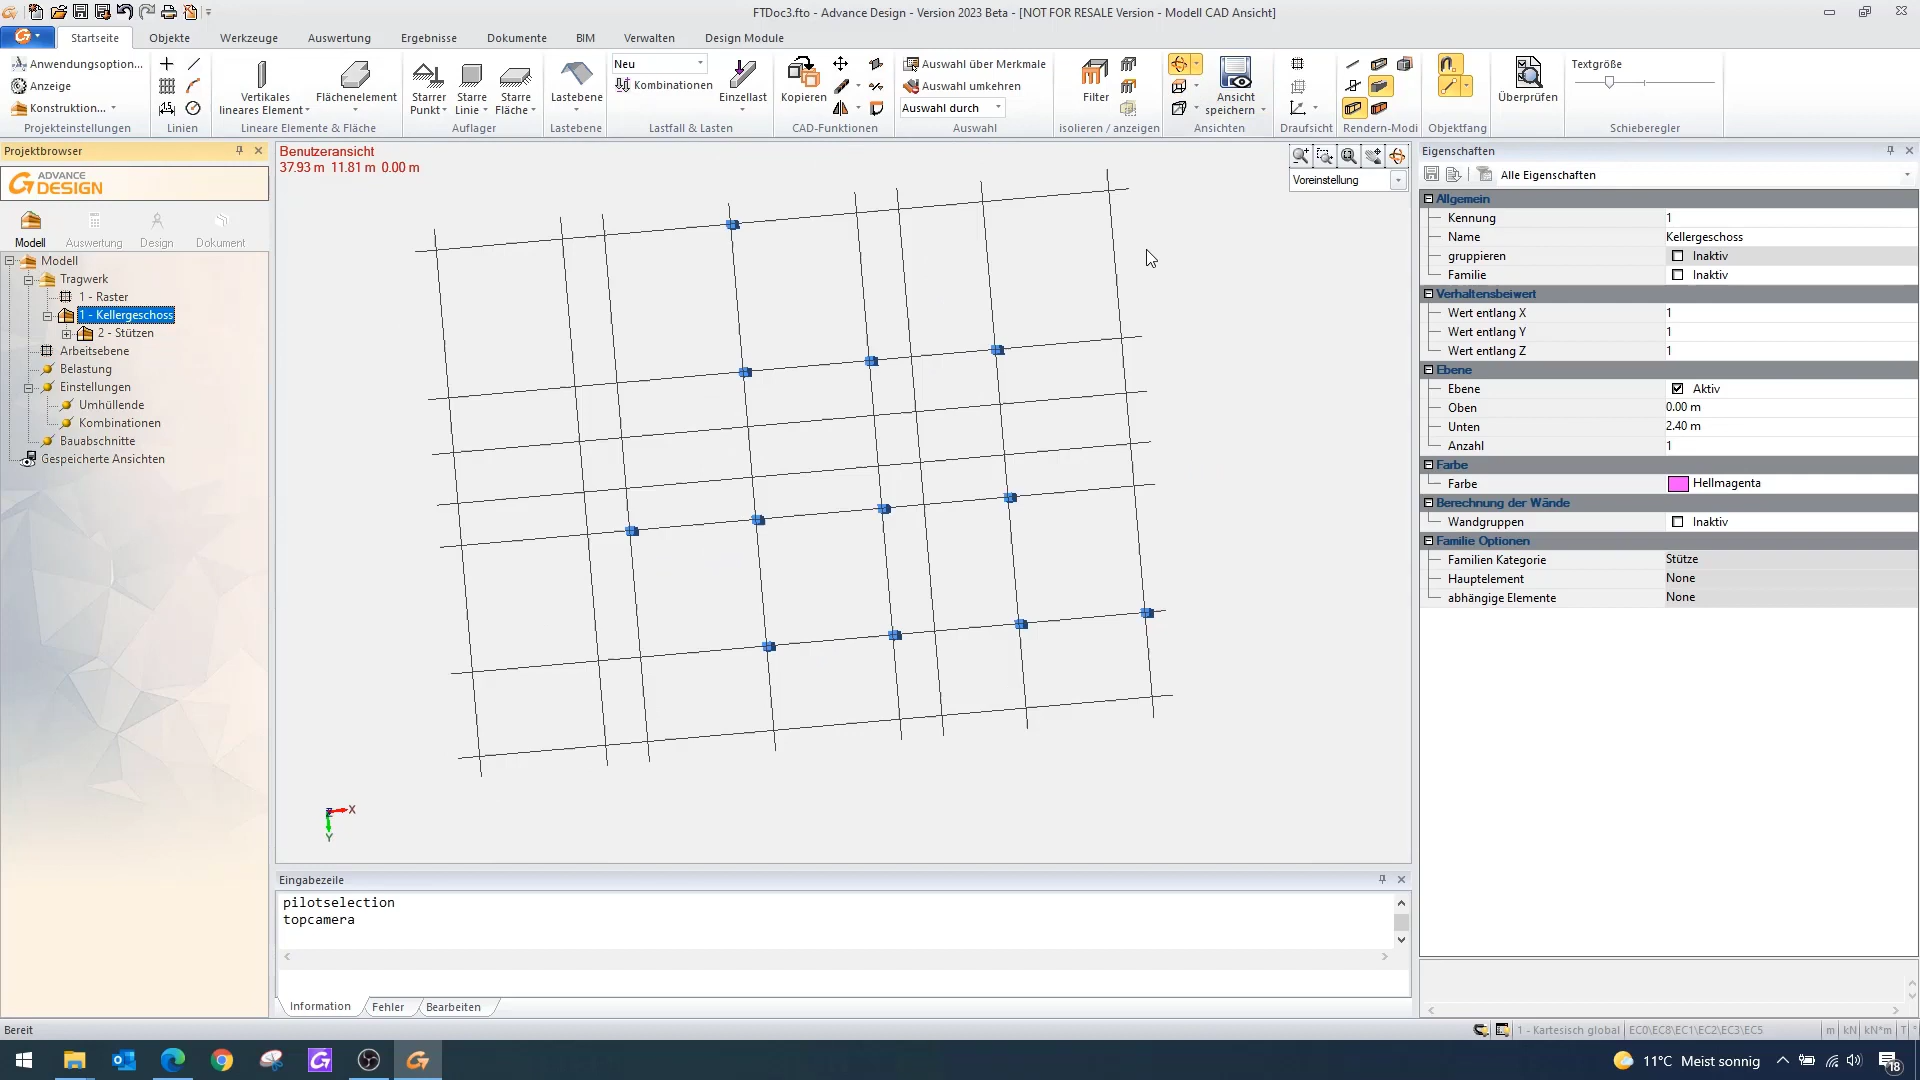 FTDoc3.fto - Advance Design - Version 2023 Beta - [NOT FOR RESALE Version - Modell CAD Ansicht]
Startseite
Objekte
Werkzeuge
Auswertung
Ergebnisse
Dokumente
BIM
Verwalten
Design Module
Anwendungsoption...
Anzeige
Konstruktion...
Projekteinstellungen
Linien
Vertikales
lineares Element
Flächenelement
Lineare Elemente & Fläche
Starrer
Punkt
Starre
Linie
Starre
Fläche
Auflager
Lastebene
Lastebene
Neu
Kombinationen
Einzellast
Lastfall & Lasten
Kopieren
CAD-Funktionen
Auswahl über Merkmale
Auswahl umkehren
Auswahl durch
Auswahl
Filter
isolieren / anzeigen
Ansicht
speichern
Ansichten
Draufsicht
Rendern-Modi
Objektfang
Überprüfen
Textgröße
Schieberegler
Projektbrowser
ADVANCE
DESIGN
Modell
Auswertung
Design
Dokument
Modell
Tragwerk
1 - Raster
1 - Kellergeschoss
2 - Stützen
Arbeitsebene
Belastung
Einstellungen
Umhüllende
Kombinationen
Bauabschnitte
Gespeicherte Ansichten
Benutzeransicht
37.93 m 11.81 m 0.00 m
Voreinstellung
X
Y
Z
Eingabezeile
pilotselection
topcamera
Information
Fehler
Bearbeiten
Eigenschaften
Alle Eigenschaften
Allgemein
Kennung 1
Name Kellergeschoss
gruppieren Inaktiv
Familie Inaktiv
Verhaltensbeiwert
Wert entlang X 1
Wert entlang Y 1
Wert entlang Z 1
Ebene
Ebene Aktiv
Oben 0.00 m
Unten 2.40 m
Anzahl 1
Farbe
Farbe Hellmagenta
Berechnung der Wände
Wandgruppen Inaktiv
Familie Optionen
Familien Kategorie Stütze
Hauptelement None
abhängige Elemente None
Bereit
1 - Kartesisch global
EC0\EC8\EC1\EC2\EC3\EC5
m
kN
kN*m
T
°
11°C Meist sonnig
18